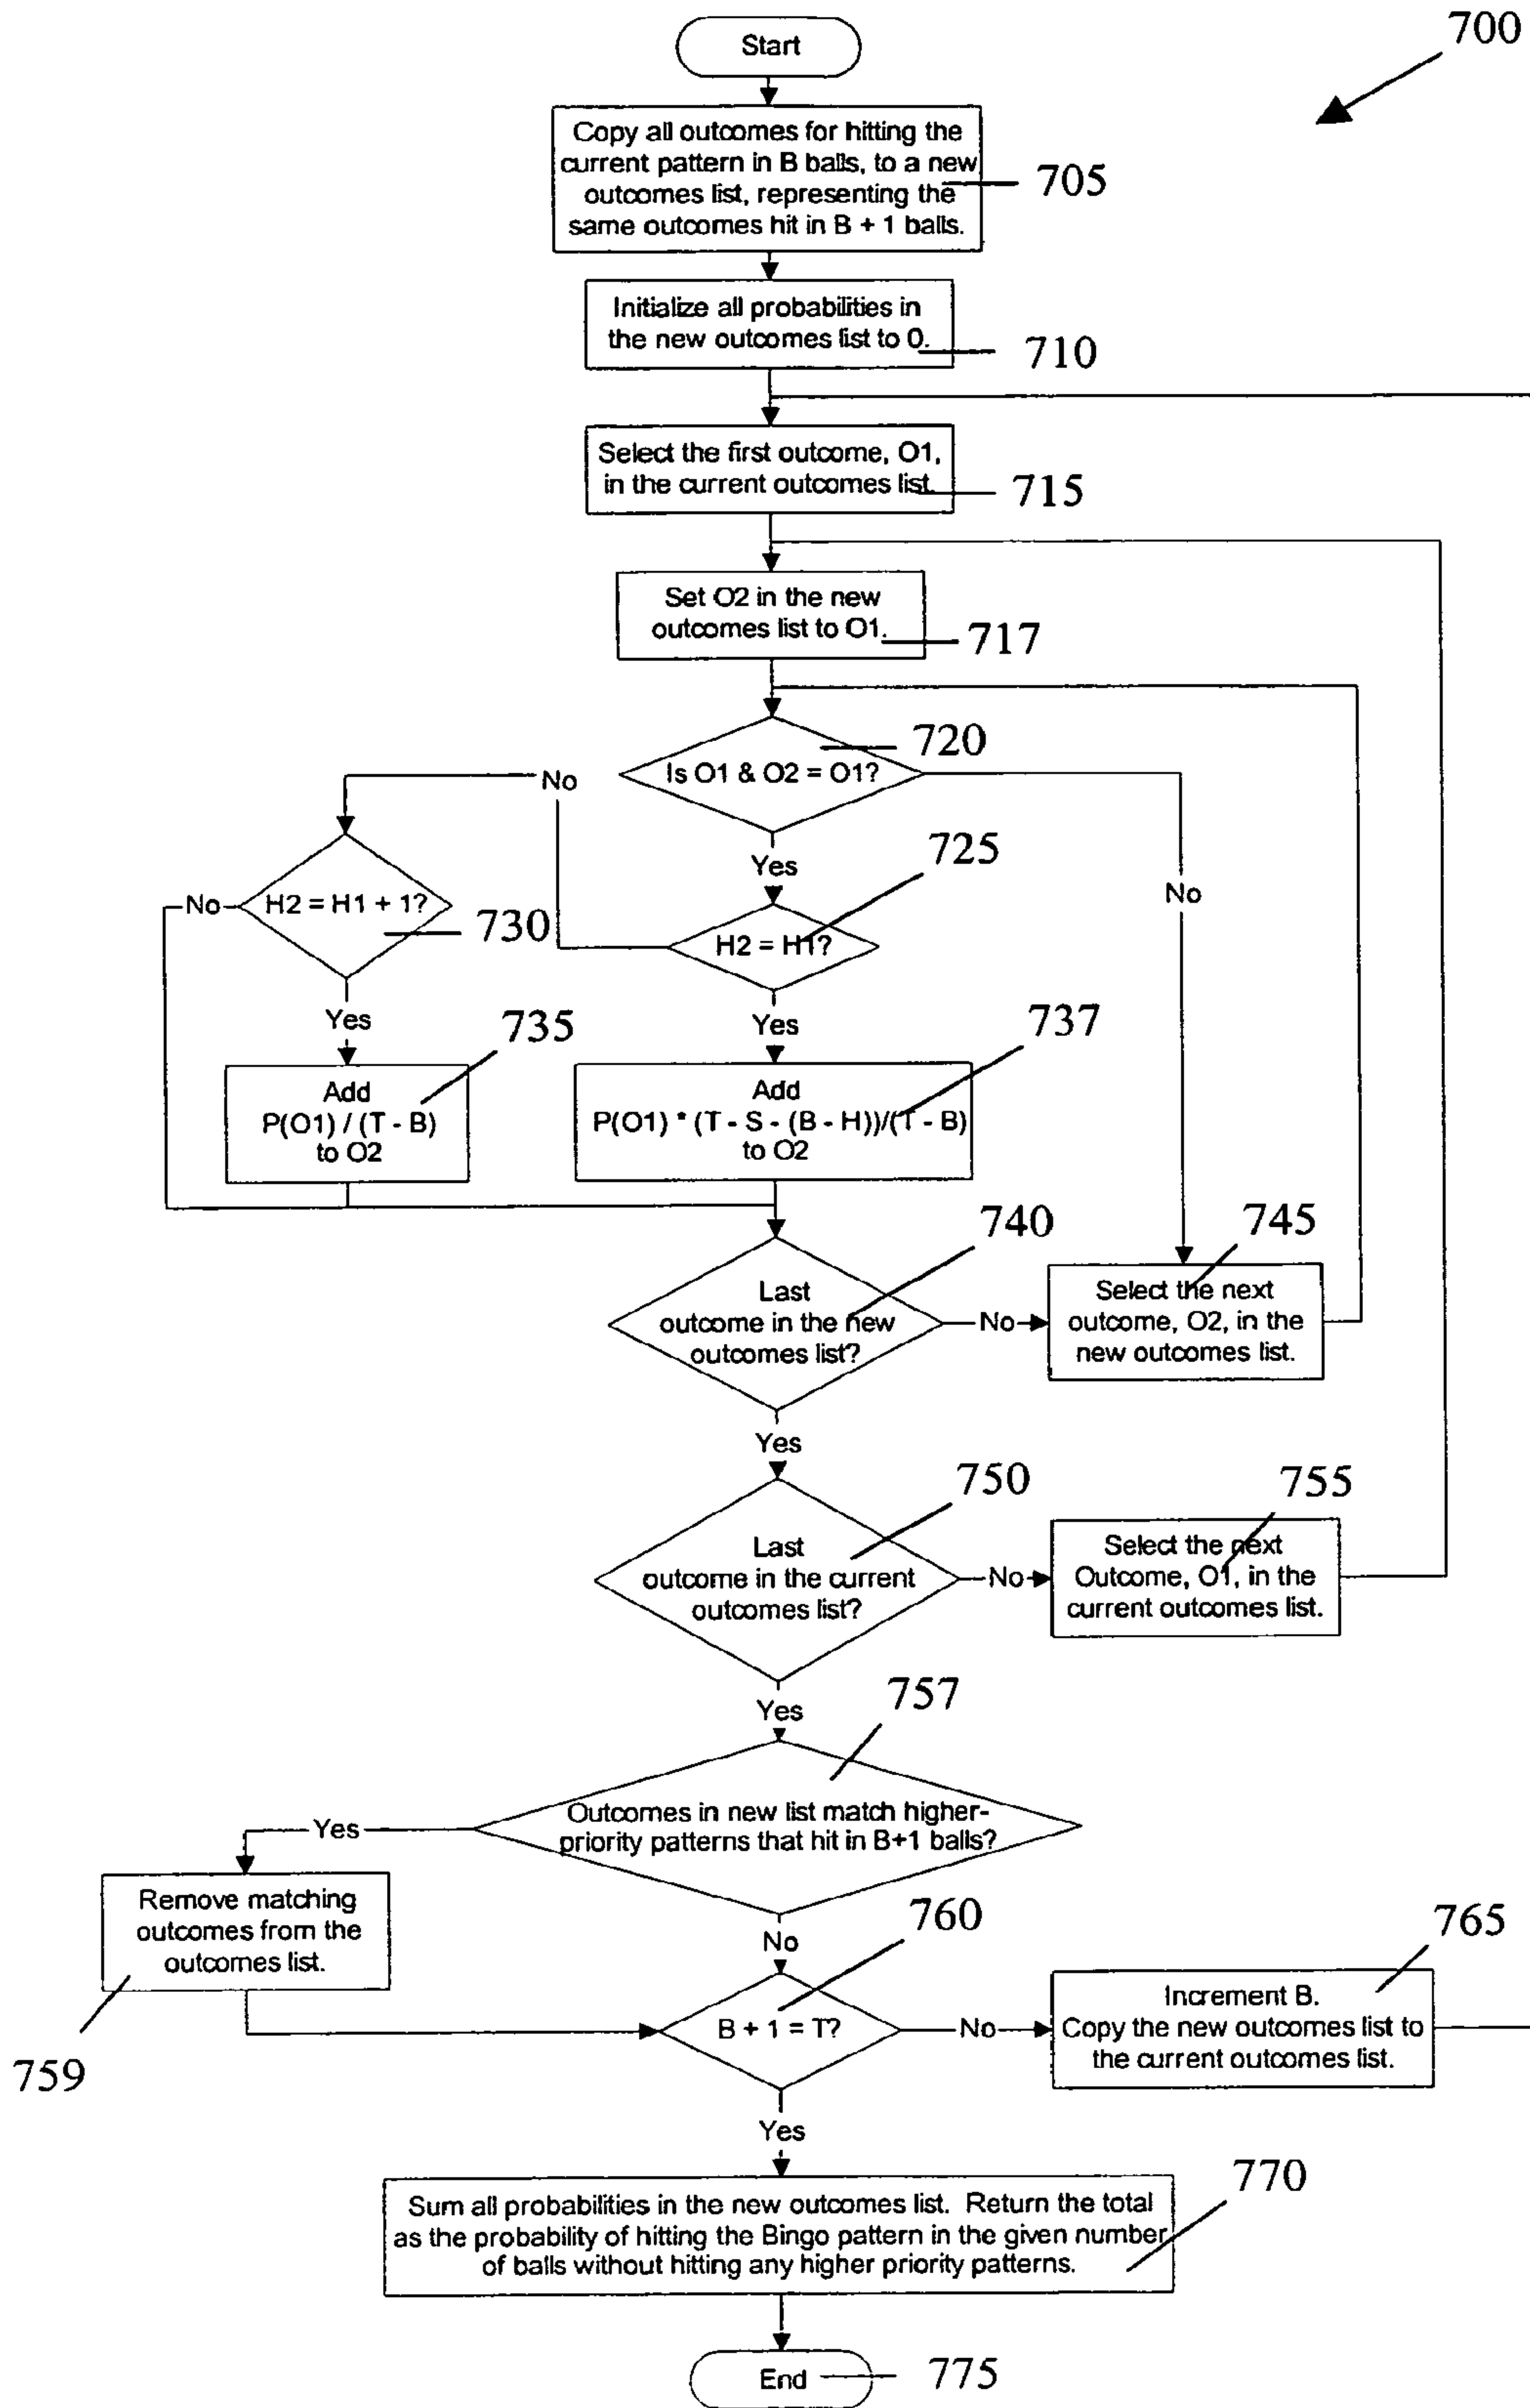 700
Start
Copy all outcomes for hitting the
current pattern in B balls, to a new
outcomes list, representing the
same outcomes hit in B + 1 balls.
705
Initialize all probabilities in
the new outcomes list to 0.
710
Select the first outcome, O1,
in the current outcomes list.
715
Set O2 in the new
outcomes list to O1.
717
720
Is O1 & O2 = O1?
No
Yes
No
725
H2 = H1?
No
H2 = H1 + 1?
730
Yes
735
Add
P(O1) / (T - B)
to O2
Yes
737
Add
P(O1) * (T - S - (B - H))/(T - B)
to O2
740
Last
outcome in the new
outcomes list?
No
745
Select the next
outcome, O2, in the
new outcomes list.
Yes
750
Last
outcome in the current
outcomes list?
No
755
Select the next
Outcome, O1, in the
current outcomes list.
Yes
757
Outcomes in new list match higher-
priority patterns that hit in B+1 balls?
Yes
Remove matching
outcomes from the
outcomes list.
759
No
760
B + 1 = T?
No
765
Increment B.
Copy the new outcomes list to
the current outcomes list.
Yes
770
Sum all probabilities in the new outcomes list. Return the total
as the probability of hitting the Bingo pattern in the given number
of balls without hitting any higher priority patterns.
End
775